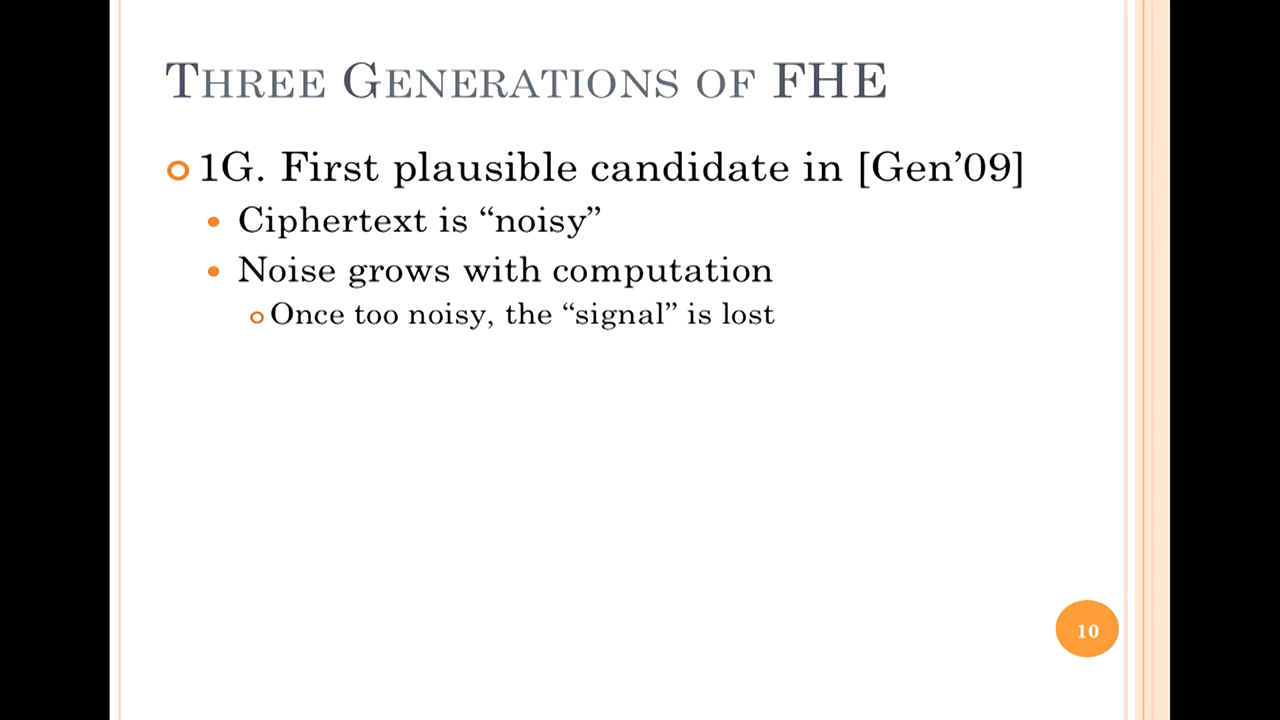 Three Generations of FHE
1G. First plausible candidate in [Gen’09]
Ciphertext is “noisy”
Noise grows with computation
Once too noisy, the “signal” is lost
10